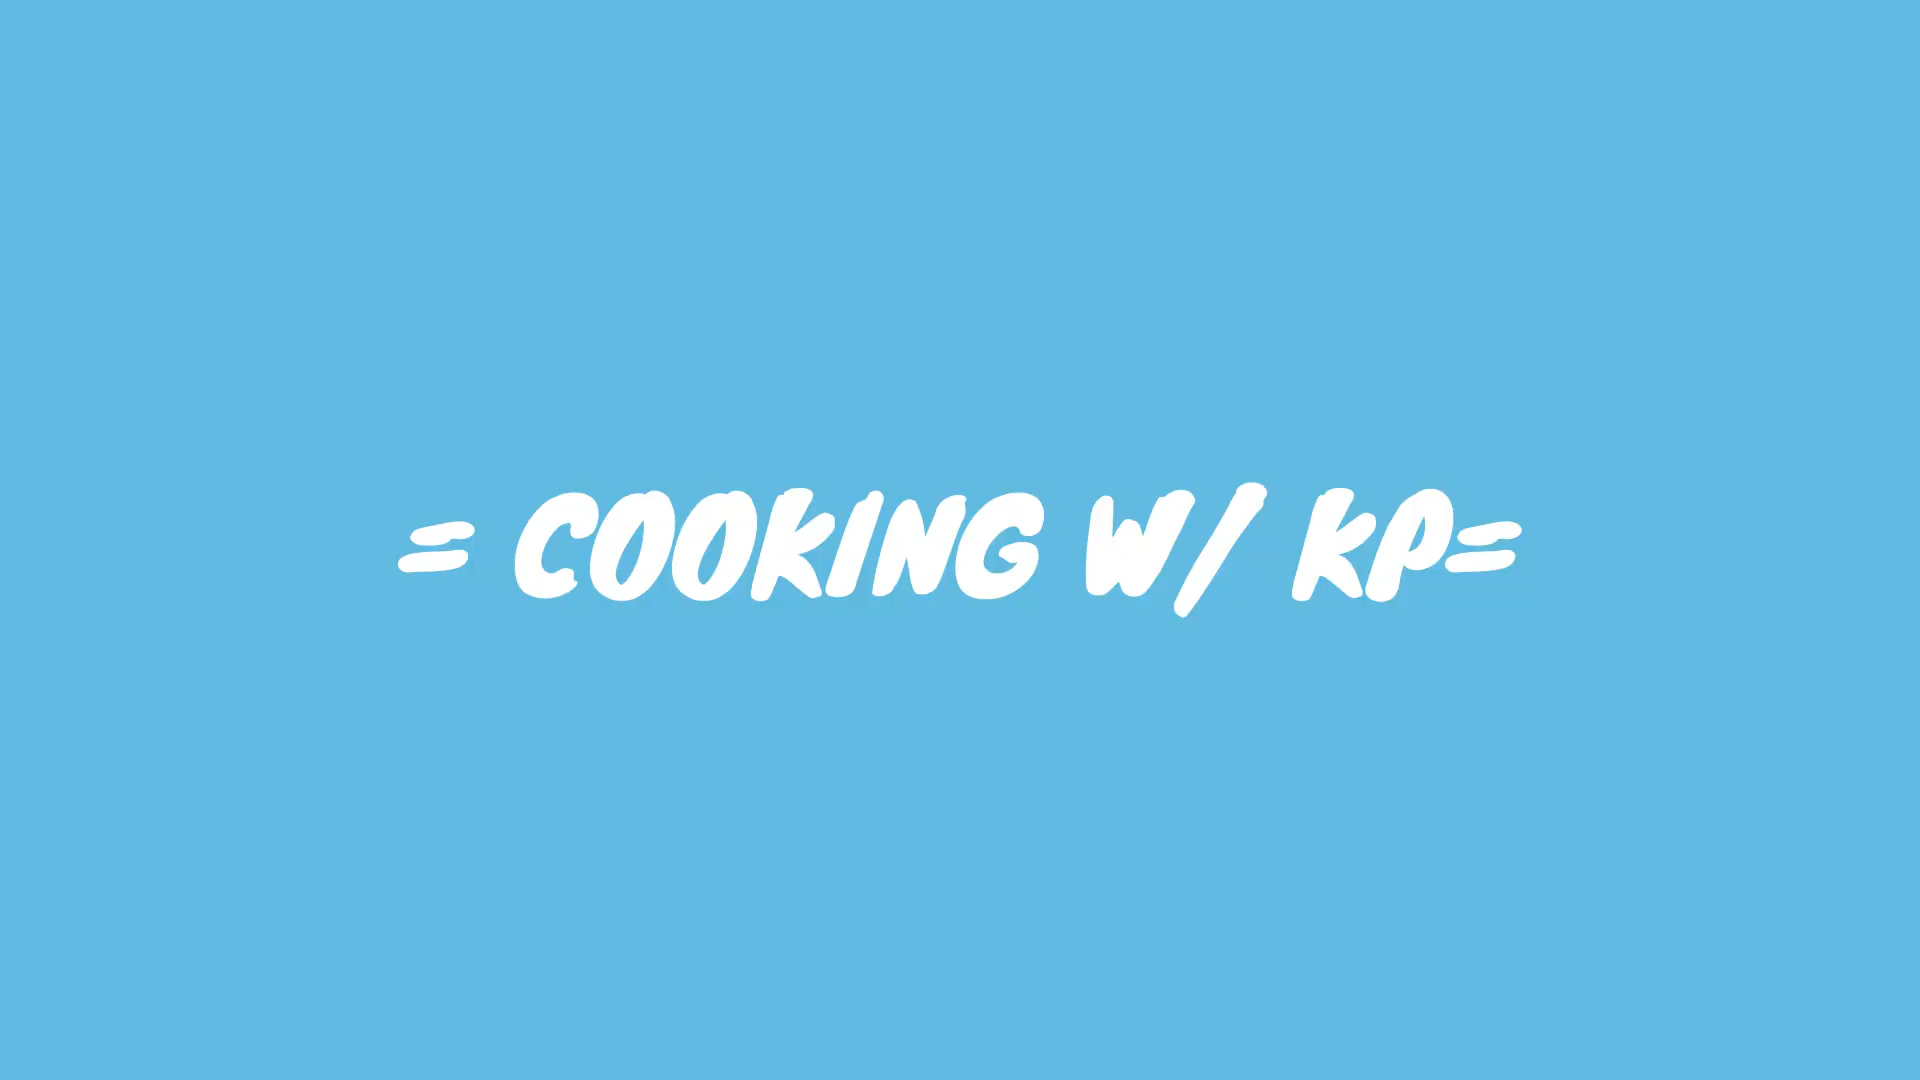 = COOKING W/ KP=